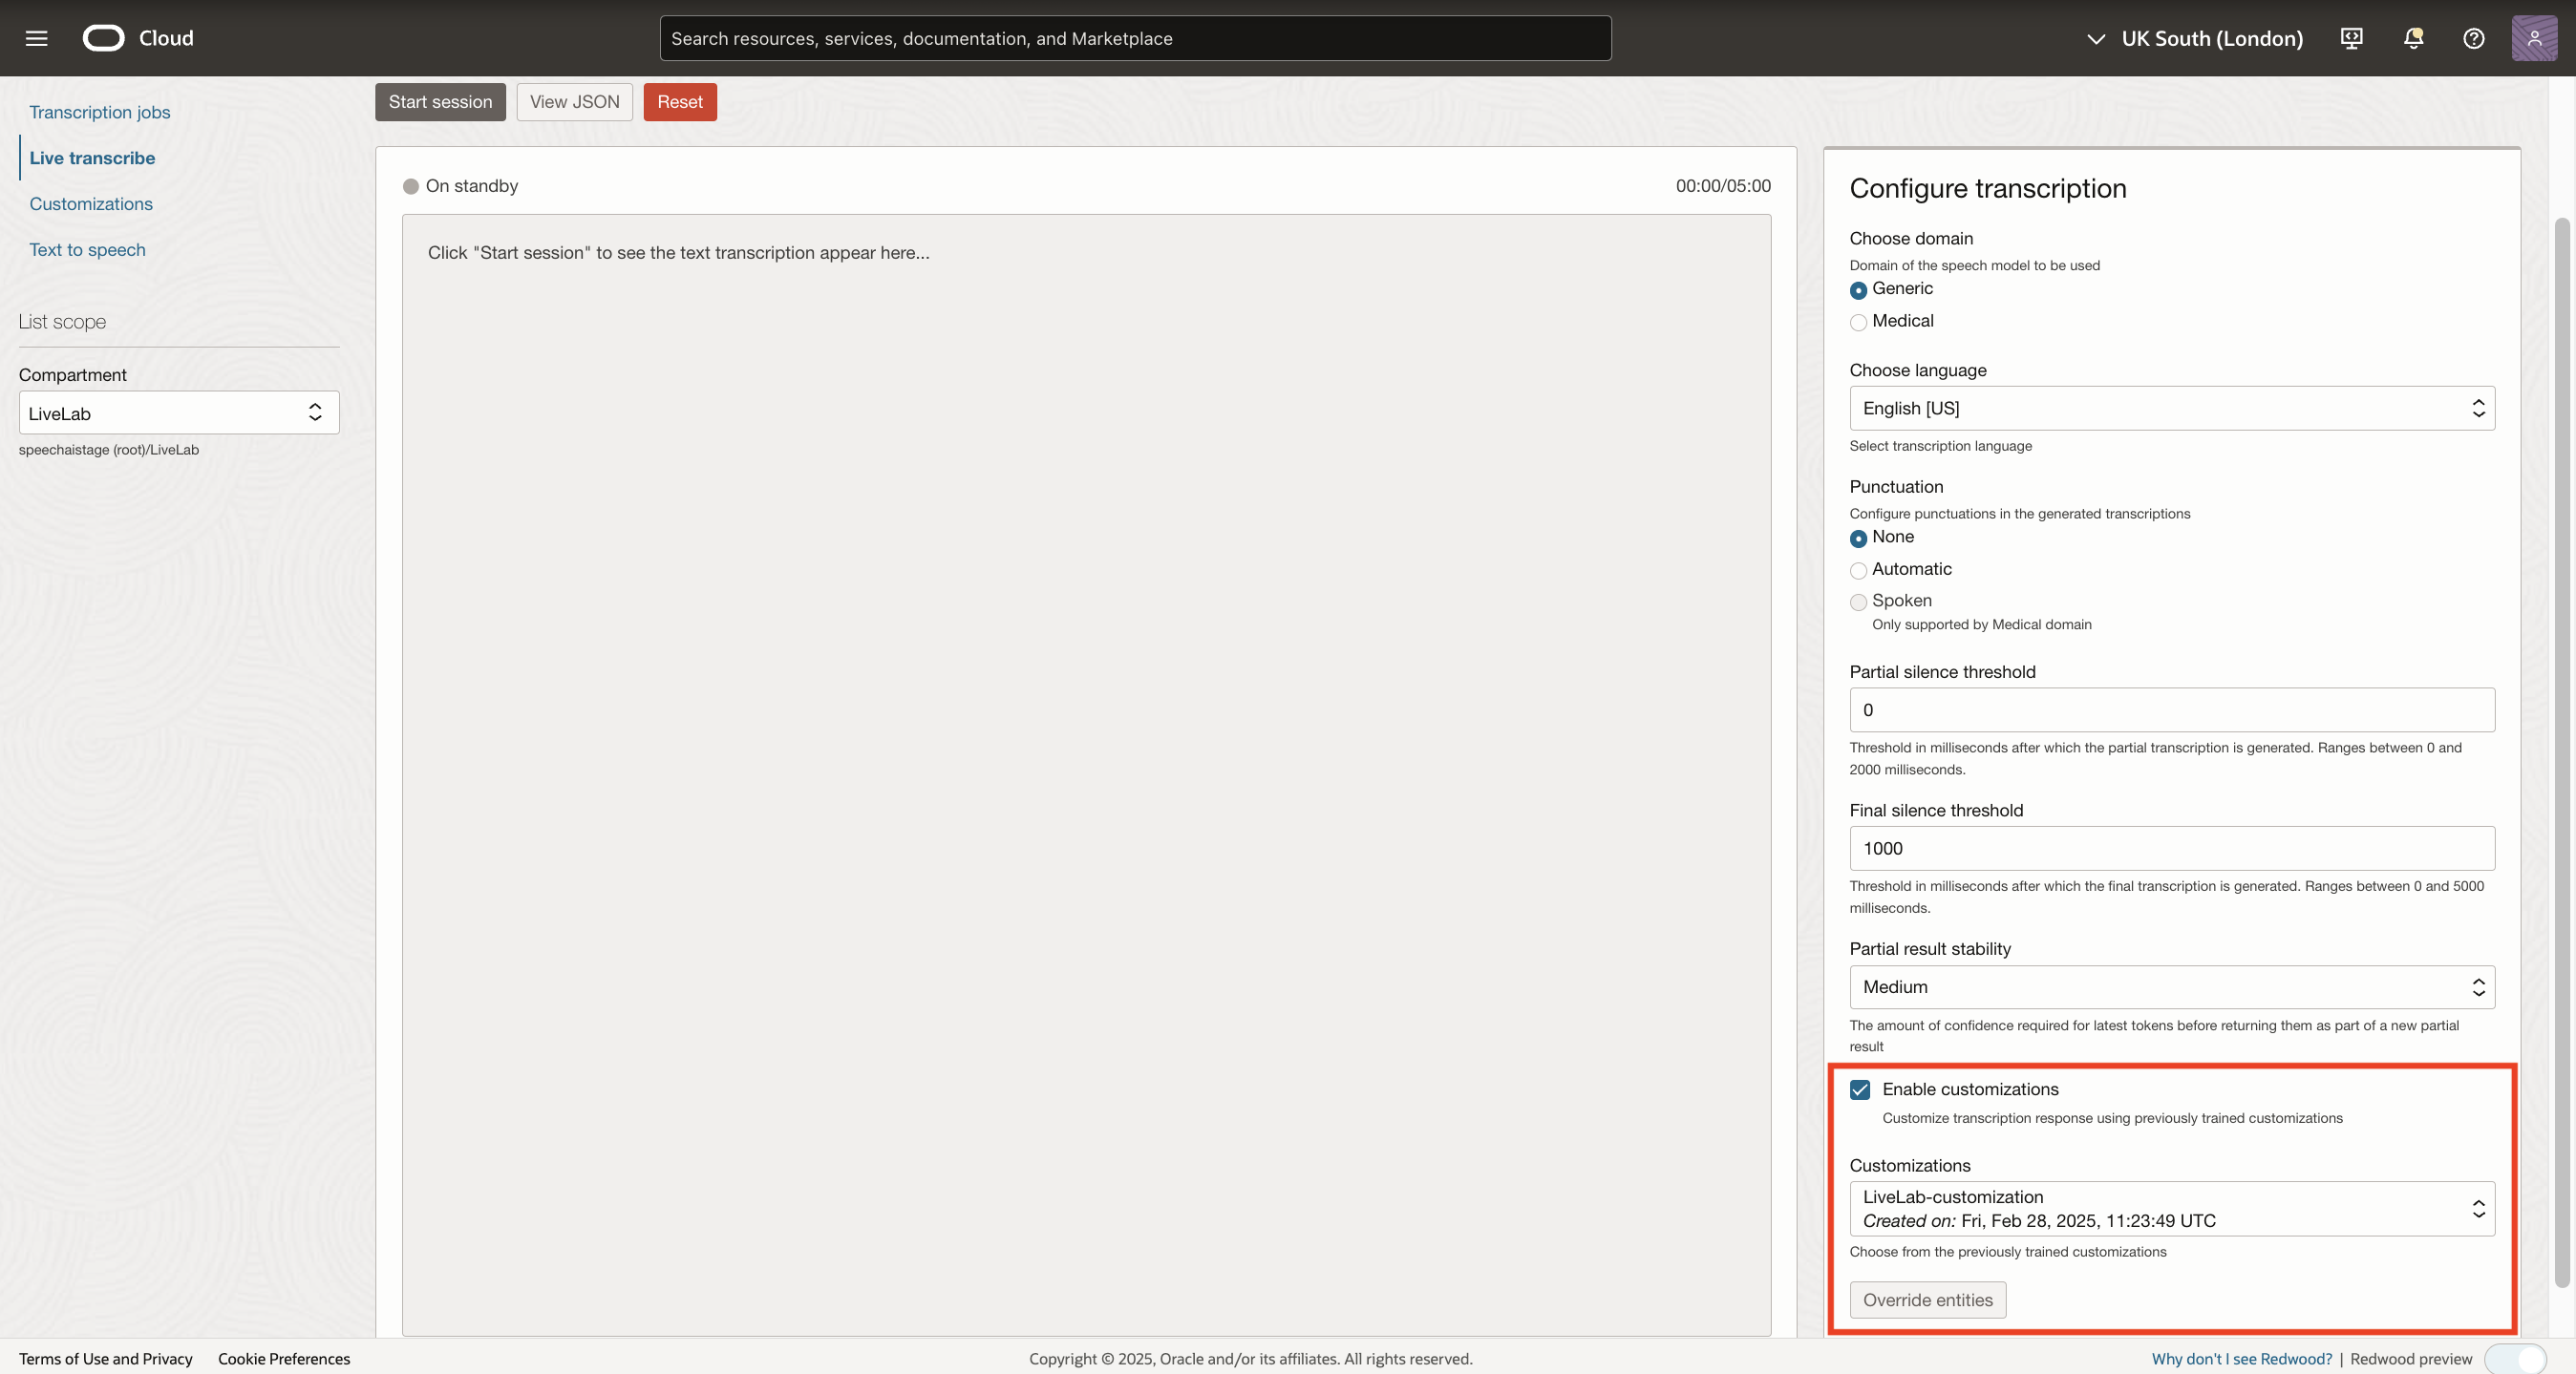 Cloud
Search resources, services, documentation, and Marketplace
UK South (London)
Transcription jobs
Live transcribe
Customizations
Text to speech
List scope
Compartment
LiveLab
speechaistage (root)/LiveLab
Start session
View JSON
Reset
On standby
00:00/05:00
Click "Start session" to see the text transcription appear here...
Configure transcription
Choose domain
Domain of the speech model to be used
Generic
Medical
Choose language
English [US]
Select transcription language
Punctuation
Configure punctuations in the generated transcriptions
None
Automatic
Spoken
Only supported by Medical domain
Partial silence threshold
0
Threshold in milliseconds after which the partial transcription is generated. Ranges between 0 and
2000 milliseconds.
Final silence threshold
1000
Threshold in milliseconds after which the final transcription is generated. Ranges between 0 and 5000
milliseconds.
Partial result stability
Medium
The amount of confidence required for latest tokens before returning them as part of a new partial
result
Enable customizations
Customize transcription response using previously trained customizations
Customizations
LiveLab-customization
Created on: Fri, Feb 28, 2025, 11:23:49 UTC
Choose from the previously trained customizations
Override entities
Terms of Use and Privacy
Cookie Preferences
Copyright © 2025, Oracle and/or its affiliates. All rights reserved.
Why don't I see Redwood? | Redwood preview